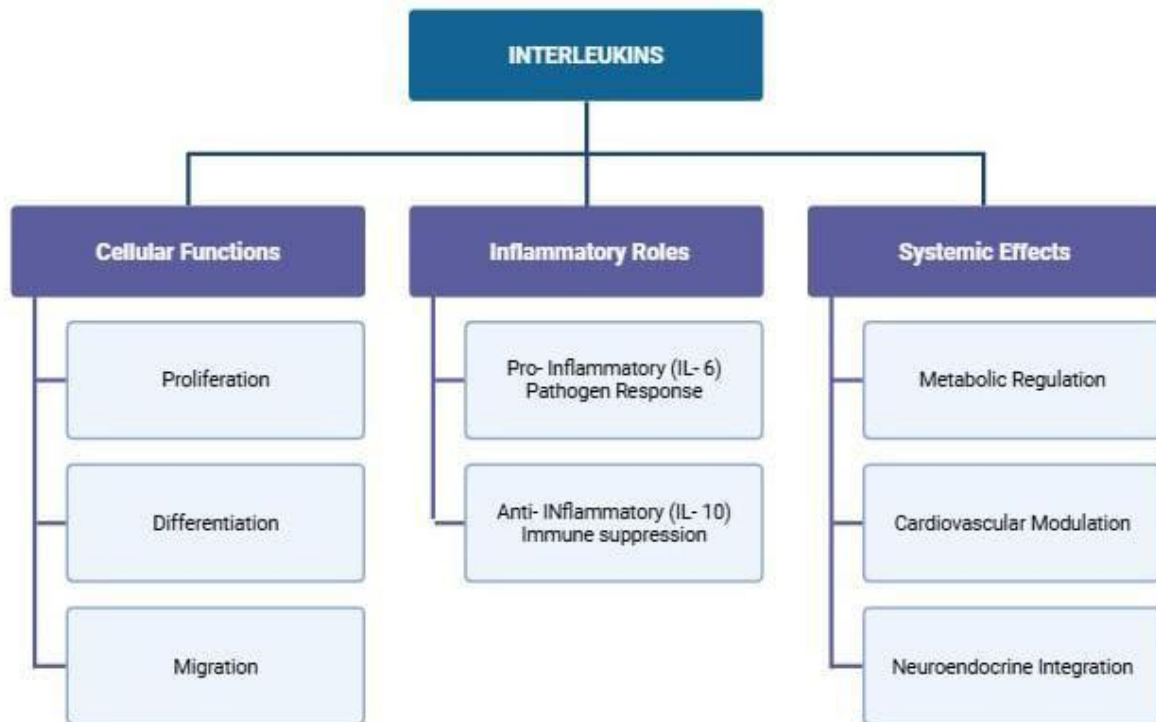 INTERLEUKINS
Cellular Functions
Proliferation
Differentiation
Migration
Inflammatory Roles
Pro- Inflammatory (IL- 6)
Pathogen Response
Anti- INflammatory (IL- 10)
Immune suppression
Systemic Effects
Metabolic Regulation
Cardiovascular Modulation
Neuroendocrine Integration